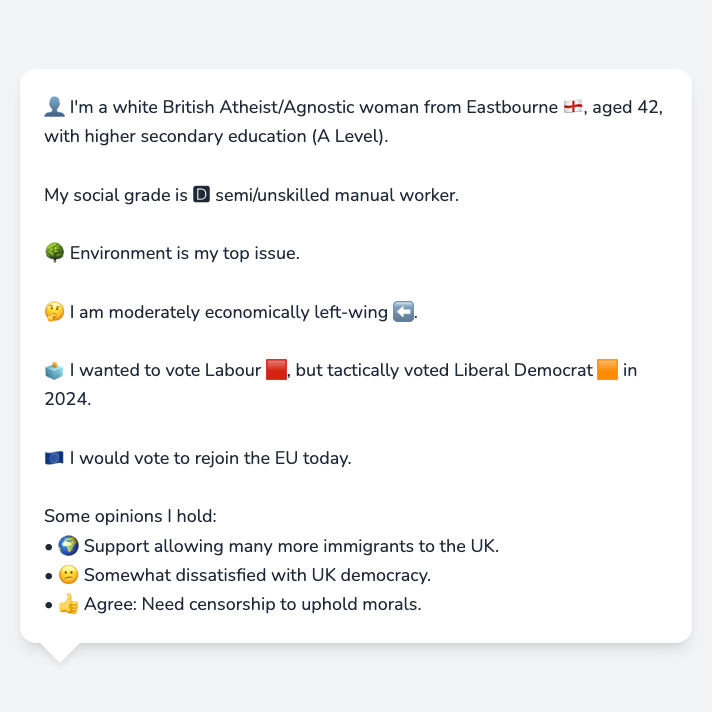 👤 I'm a white British Atheist/Agnostic woman from Eastbourne 🏴󠁧󠁢󠁥󠁮󠁧󠁿, aged 42,
with higher secondary education (A Level).
My social grade is 🅳 semi/unskilled manual worker.
🌳 Environment is my top issue.
🤔 I am moderately economically left-wing ⬅️.
🗳️ I wanted to vote Labour 🟥, but tactically voted Liberal Democrat 🟧 in
2024.
🇪🇺 I would vote to rejoin the EU today.
Some opinions I hold:
• 🌍 Support allowing many more immigrants to the UK.
• 😕 Somewhat dissatisfied with UK democracy.
• 👍 Agree: Need censorship to uphold morals.